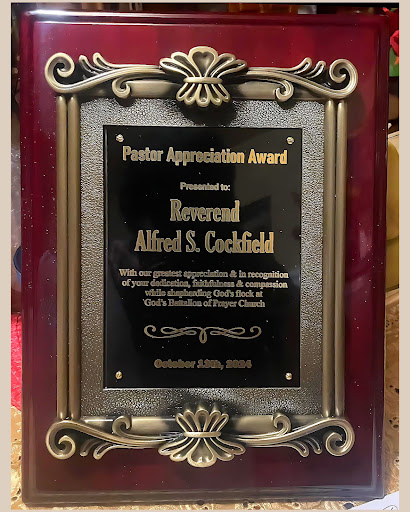 Pastor Appreciation Award
Presented to:
Reverend
Alfred S. Cockfield
With our greatest appreciation & in recognition
of your dedication, faithfulness & compassion
while shapharding God's flock at
'God's Battalion of Prayer Church
October 13th, 2024